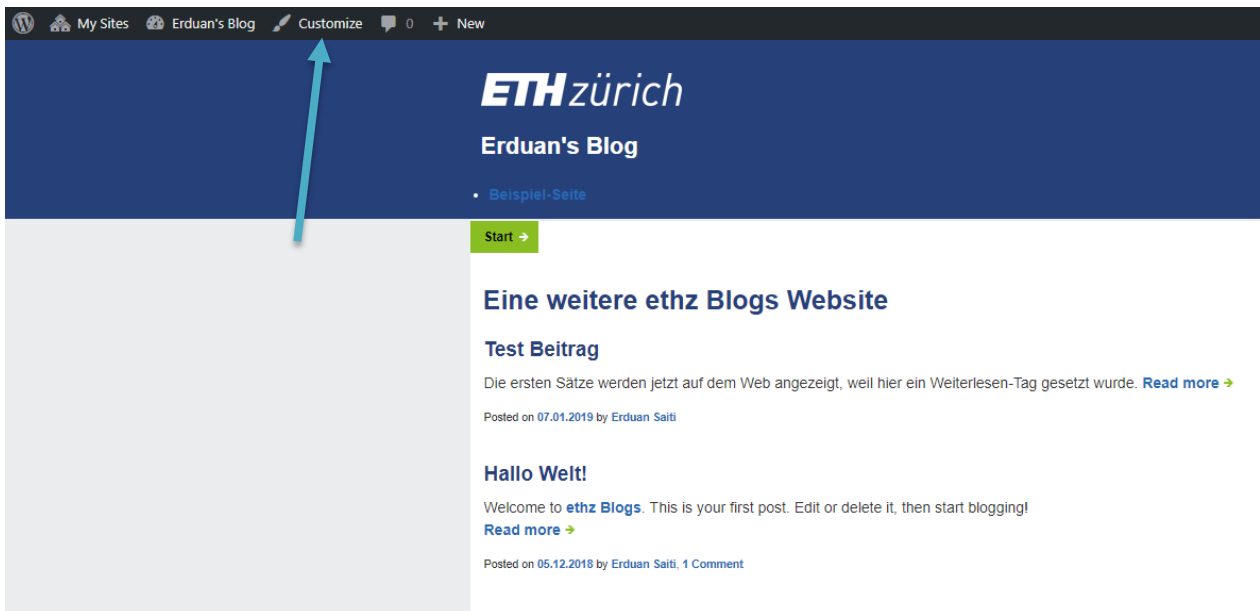 My Sites Erduan's Blog Customize 0 New
ETH zürich
Erduan's Blog
Beispiel-Seite
Start
Eine weitere ethz Blogs Website
Test Beitrag
Die ersten Sätze werden jetzt auf dem Web angezeigt, weil hier ein Weiterlesen-Tag gesetzt wurde. Read more
Posted on 07.01.2019 by Erduan Saiti
Hallo Welt!
Welcome to ethz Blogs. This is your first post. Edit or delete it, then start blogging!
Read more
Posted on 05.12.2018 by Erduan Saiti, 1 Comment